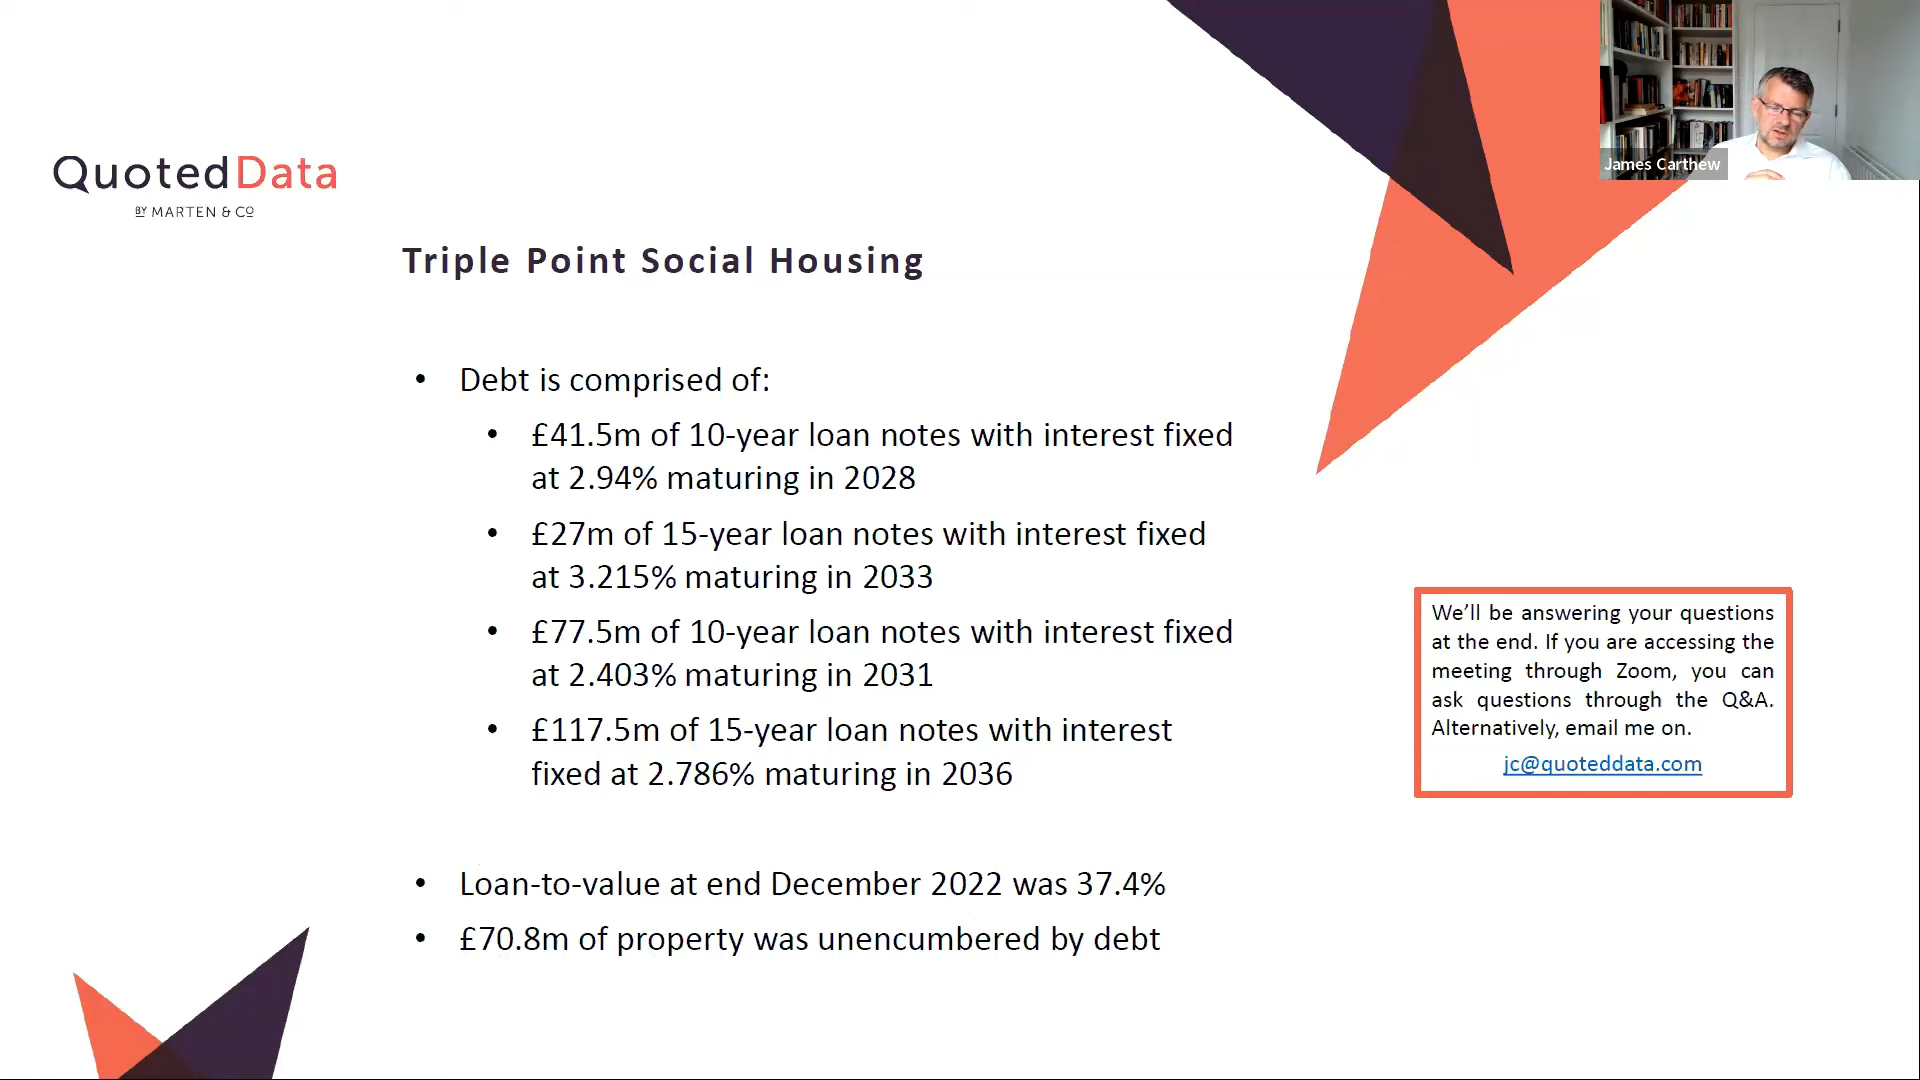 James Carthew
QuotedData
BY MARTEN & CO
Triple Point Social Housing
• Debt is comprised of:
• £41.5m of 10-year loan notes with interest fixed
at 2.94% maturing in 2028
• £27m of 15-year loan notes with interest fixed
at 3.215% maturing in 2033
• £77.5m of 10-year loan notes with interest fixed
at 2.403% maturing in 2031
• £117.5m of 15-year loan notes with interest
fixed at 2.786% maturing in 2036
• Loan-to-value at end December 2022 was 37.4%
• £70.8m of property was unencumbered by debt
We’ll be answering your questions
at the end. If you are accessing the
meeting through Zoom, you can
ask questions through the Q&A.
Alternatively, email me on.
jc@quoteddata.com